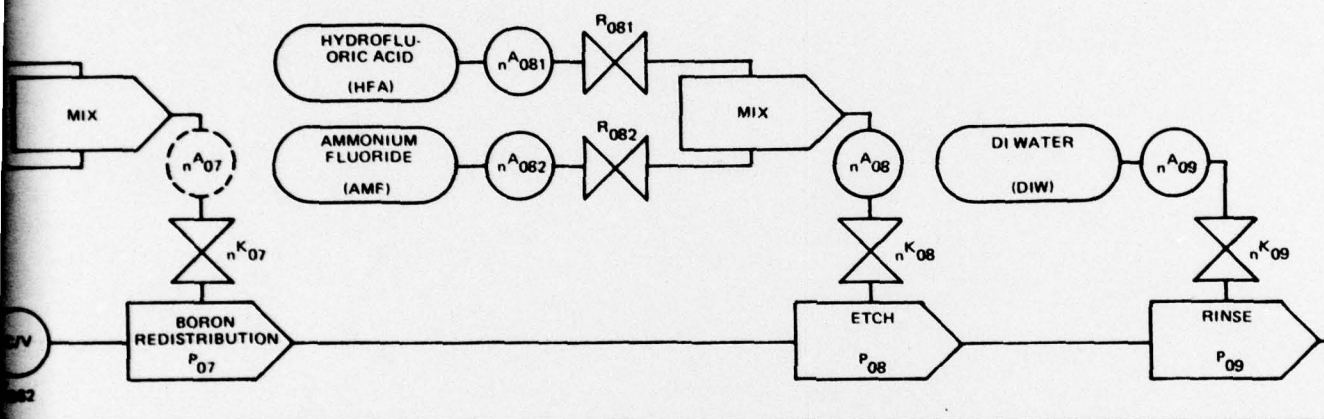 HYDROFLU-
ORIC ACID
(HFA)
nA081
R081
MIX
MIX
AMMONIUM
FLUORIDE
(AMF)
nA082
R082
nA07
nA08
DI WATER
(DIW)
nA09
nK07
nK08
nK09
C/V
BORON
REDISTRIBUTION
P07
ETCH
P08
RINSE
P09